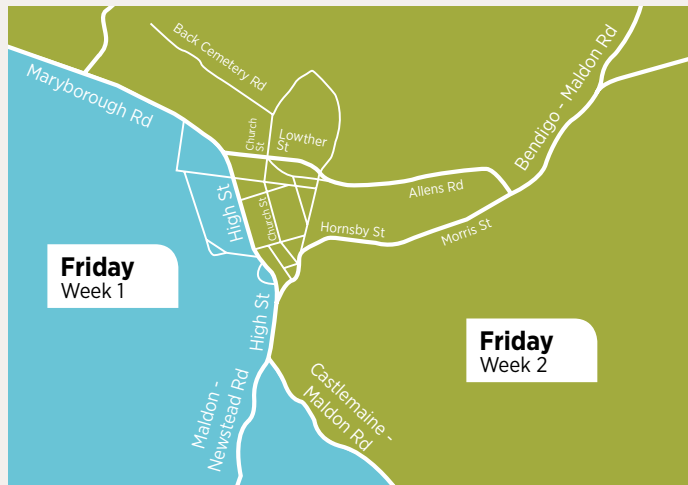 Back Cemetery Rd
Bendigo - Maldon Rd
Maryborough Rd
Church
St
Lowther
St
Allens Rd
High St
Church St
Hornsby St
Morris St
Friday
Week 1
High St
Friday
Week 2
Maldon -
Newstead Rd
Castlemaine -
Maldon Rd